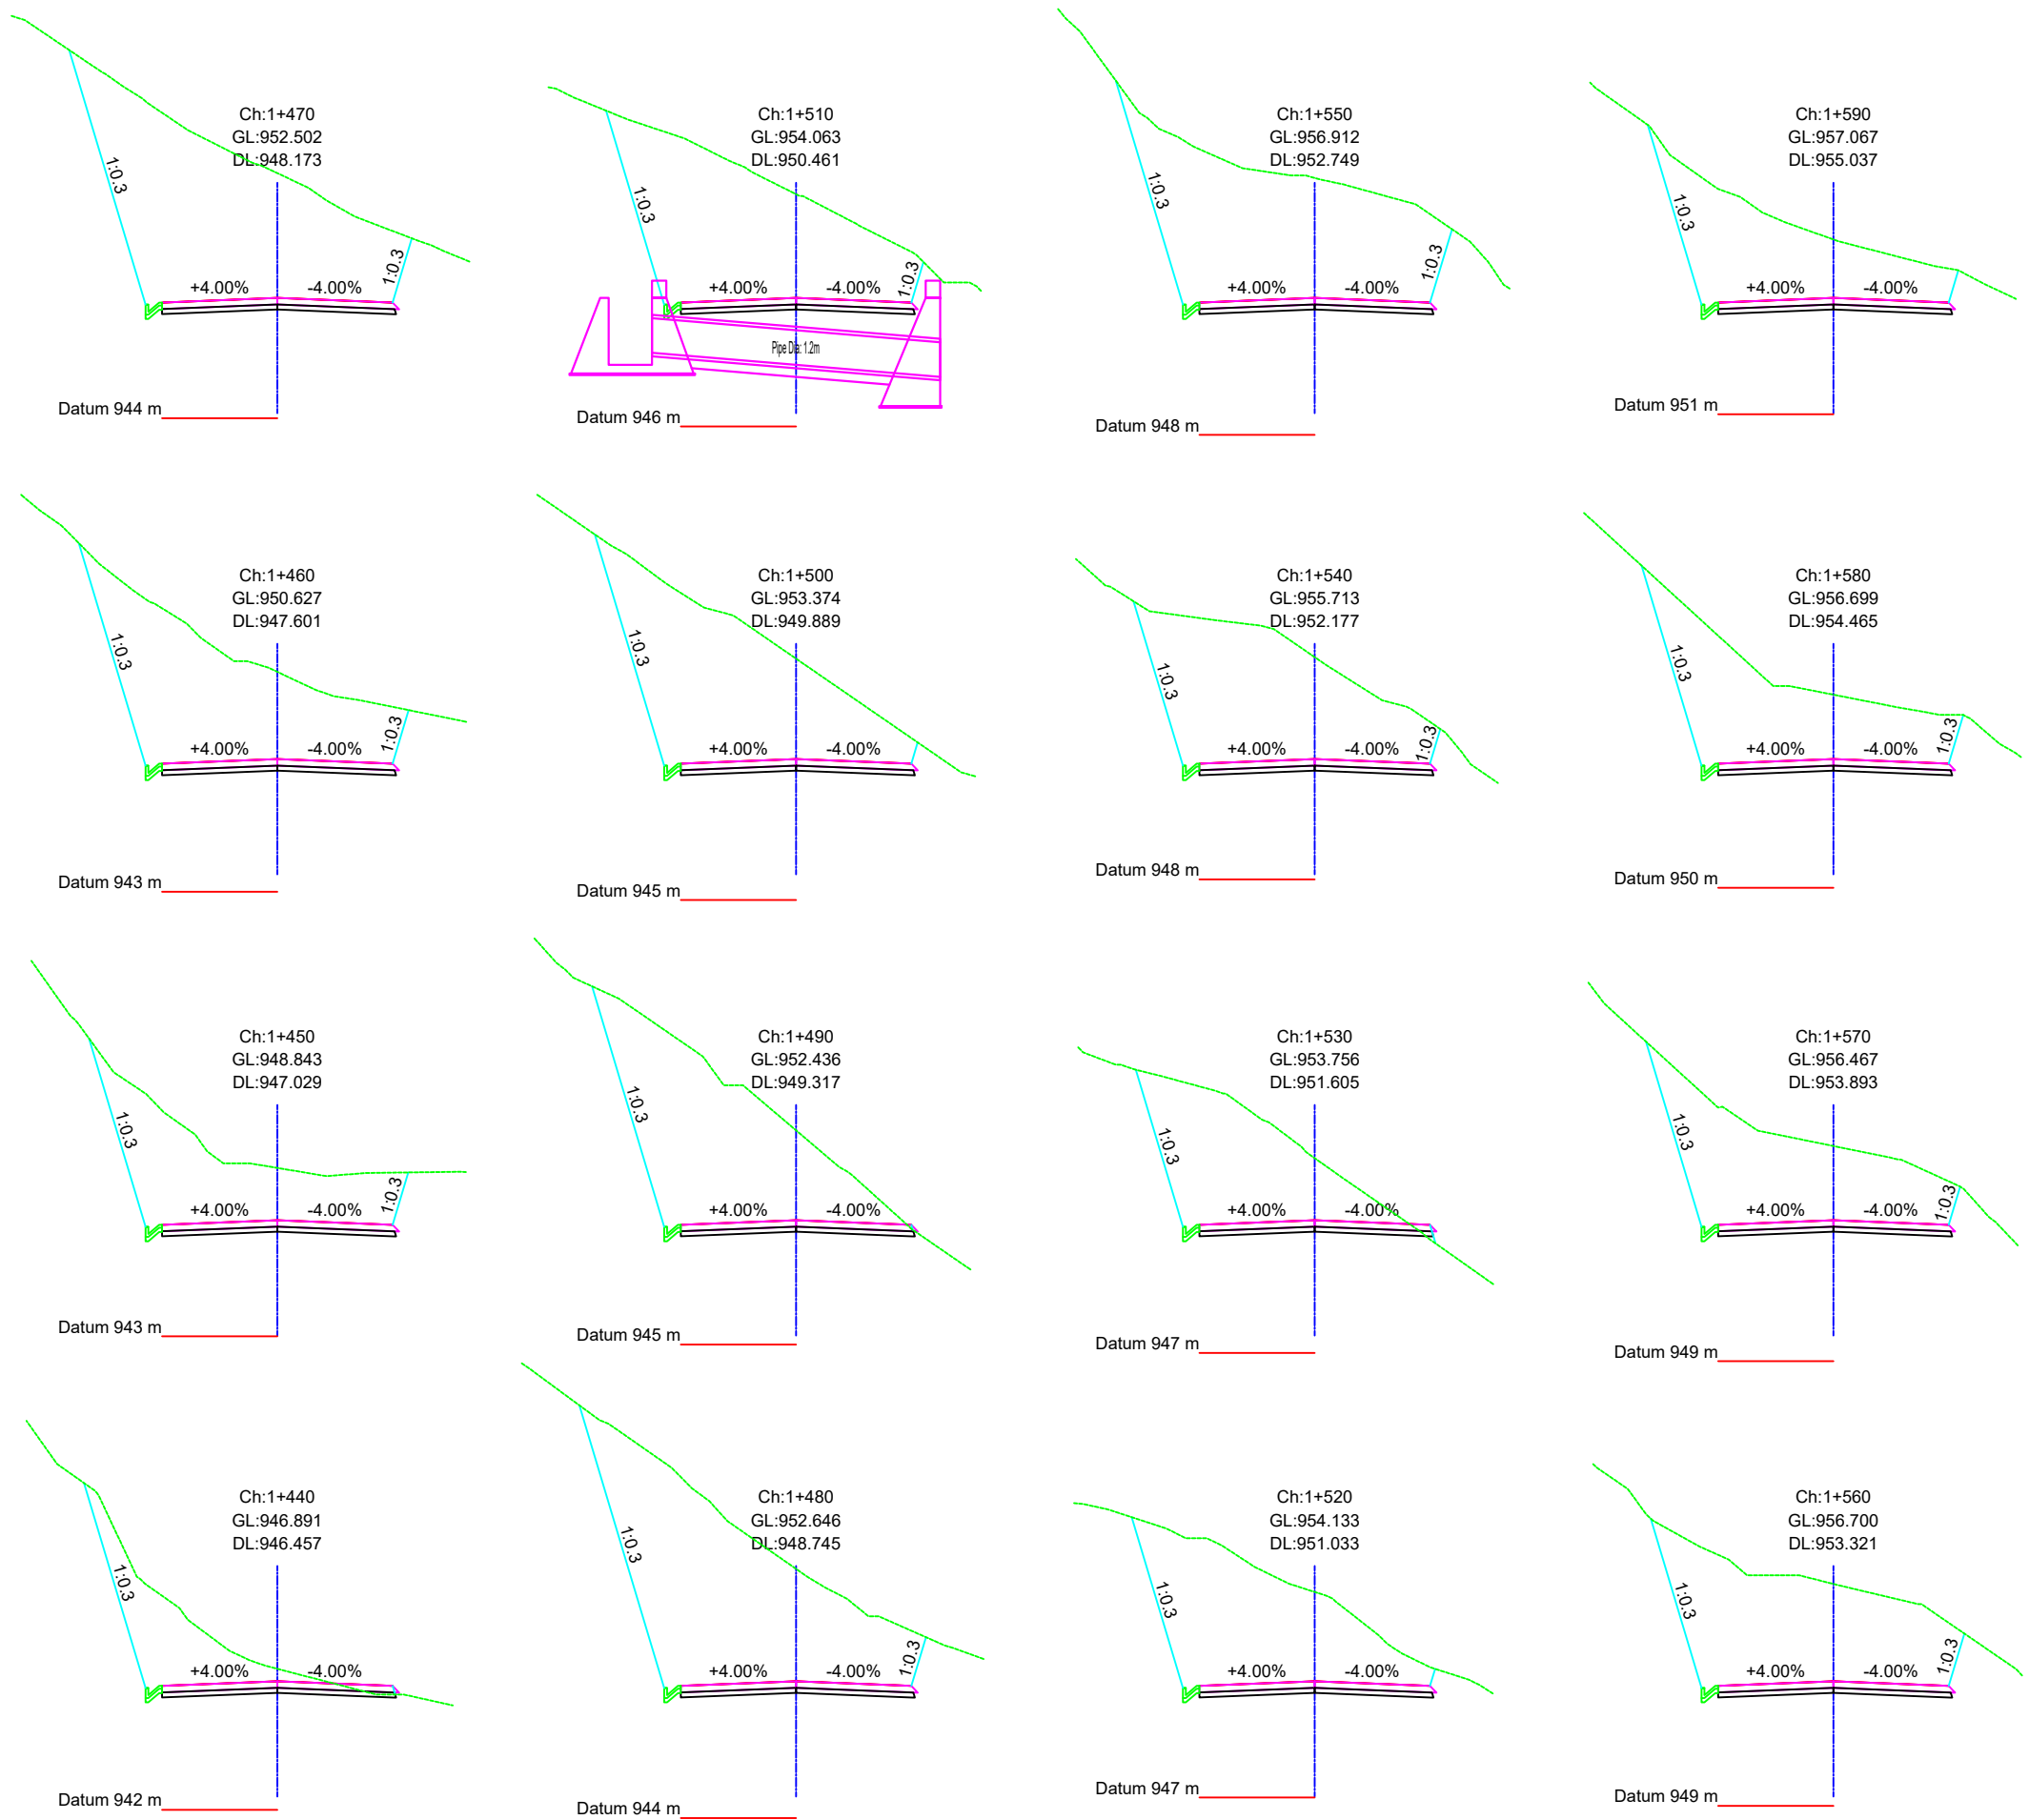 Ch:1+470
GL:952.502
DL:948.173
1:0.3
1:0.3
+4.00% -4.00%
Datum 944 m
Ch:1+510
GL:954.063
DL:950.461
1:0.3
1:0.3
+4.00% -4.00%
Pipe Dia: 1.2m
Datum 946 m
Ch:1+550
GL:956.912
DL:952.749
1:0.3
1:0.3
+4.00% -4.00%
Datum 948 m
Ch:1+590
GL:957.067
DL:955.037
1:0.3
+4.00% -4.00%
Datum 951 m
Ch:1+460
GL:950.627
DL:947.601
1:0.3
1:0.3
+4.00% -4.00%
Datum 943 m
Ch:1+500
GL:953.374
DL:949.889
1:0.3
+4.00% -4.00%
Datum 945 m
Ch:1+540
GL:955.713
DL:952.177
1:0.3
1:0.3
+4.00% -4.00%
Datum 948 m
Ch:1+580
GL:956.699
DL:954.465
1:0.3
1:0.3
+4.00% -4.00%
Datum 950 m
Ch:1+450
GL:948.843
DL:947.029
1:0.3
1:0.3
+4.00% -4.00%
Datum 943 m
Ch:1+490
GL:952.436
DL:949.317
1:0.3
+4.00% -4.00%
Datum 945 m
Ch:1+530
GL:953.756
DL:951.605
1:0.3
+4.00% -4.00%
Datum 947 m
Ch:1+570
GL:956.467
DL:953.893
1:0.3
1:0.3
+4.00% -4.00%
Datum 949 m
Ch:1+440
GL:946.891
DL:946.457
1:0.3
+4.00% -4.00%
Datum 942 m
Ch:1+480
GL:952.646
DL:948.745
1:0.3
1:0.3
+4.00% -4.00%
Datum 944 m
Ch:1+520
GL:954.133
DL:951.033
1:0.3
+4.00% -4.00%
Datum 947 m
Ch:1+560
GL:956.700
DL:953.321
1:0.3
1:0.3
+4.00% -4.00%
Datum 949 m